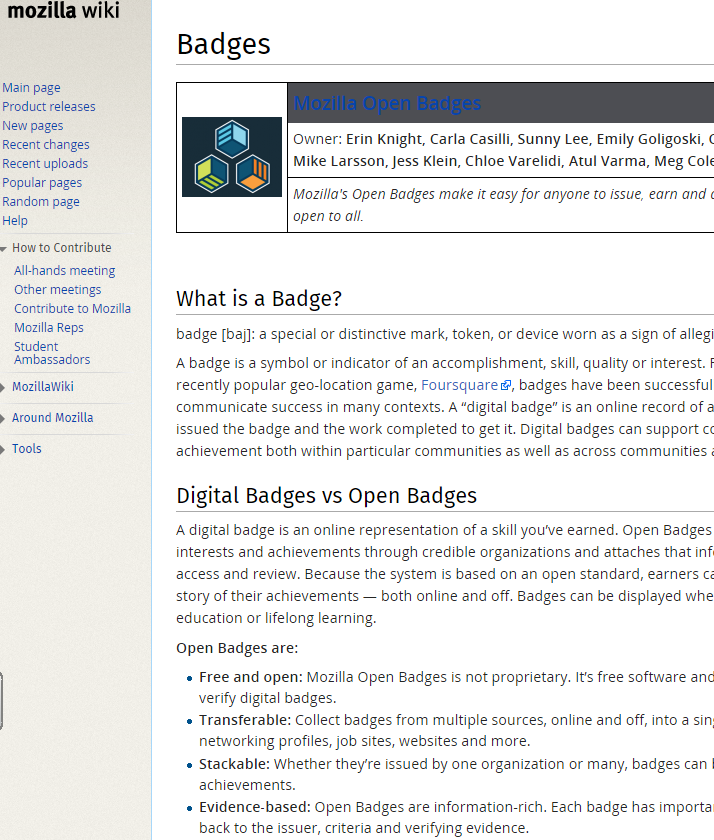 mozilla wiki
Main page
Product releases
New pages
Recent changes
Recent uploads
Popular pages
Random page
Help
How to Contribute
All-hands meeting
Other meetings
Contribute to Mozilla
Mozilla Reps
Student
Ambassadors
MozillaWiki
Around Mozilla
Tools
Badges
Mozilla Open Badges
Owner: Erin Knight, Carla Casilli, Sunny Lee, Emily Goligoski,
Mike Larsson, Jess Klein, Chloe Varelidi, Atul Varma, Meg Cole
Mozilla's Open Badges make it easy for anyone to issue, earn and
open to all.
What is a Badge?
badge [baj]: a special or distinctive mark, token, or device worn as a sign of allegi
A badge is a symbol or indicator of an accomplishment, skill, quality or interest.
recently popular geo-location game, Foursquare, badges have been successful
communicate success in many contexts. A “digital badge” is an online record of a
issued the badge and the work completed to get it. Digital badges can support co
achievement both within particular communities as well as across communities a
Digital Badges vs Open Badges
A digital badge is an online representation of a skill you’ve earned. Open Badges
interests and achievements through credible organizations and attaches that info
access and review. Because the system is based on an open standard, earners ca
story of their achievements — both online and off. Badges can be displayed whe
education or lifelong learning.
Open Badges are:
Free and open: Mozilla Open Badges is not proprietary. It’s free software and
verify digital badges.
Transferable: Collect badges from multiple sources, online and off, into a sing
networking profiles, job sites, websites and more.
Stackable: Whether they’re issued by one organization or many, badges can b
achievements.
Evidence-based: Open Badges are information-rich. Each badge has importa
back to the issuer, criteria and verifying evidence.